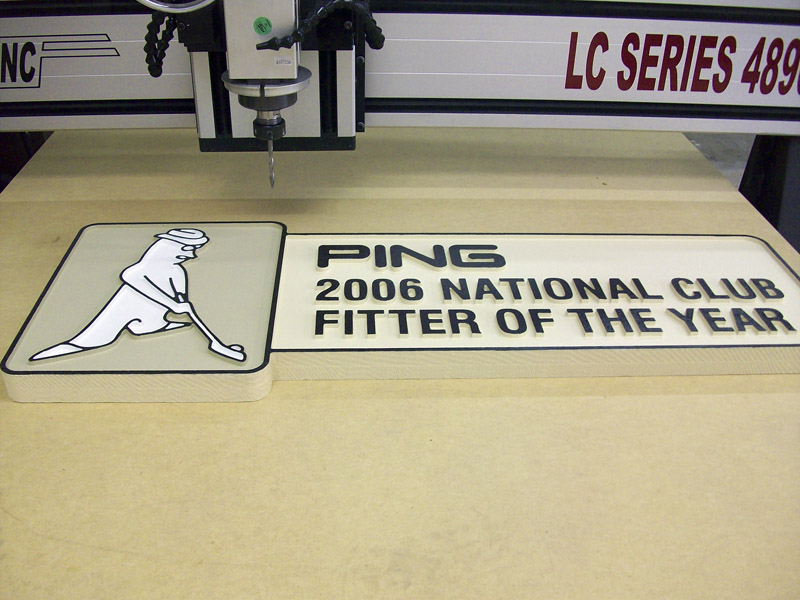 NC
LC SERIES 489
PING
2006 NATIONAL CLUB
FITTER OF THE YEAR